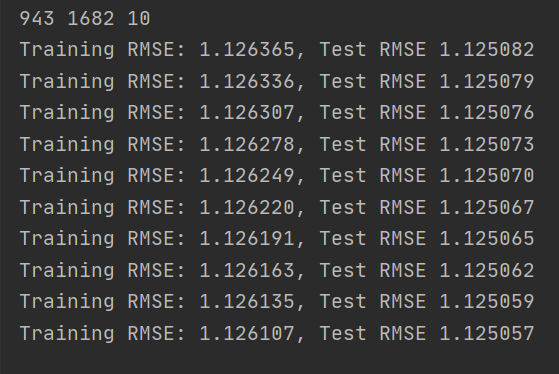 943 1682 10
Training RMSE: 1.126365, Test RMSE 1.125082
Training RMSE: 1.126336, Test RMSE 1.125079
Training RMSE: 1.126307, Test RMSE 1.125076
Training RMSE: 1.126278, Test RMSE 1.125073
Training RMSE: 1.126249, Test RMSE 1.125070
Training RMSE: 1.126220, Test RMSE 1.125067
Training RMSE: 1.126191, Test RMSE 1.125065
Training RMSE: 1.126163, Test RMSE 1.125062
Training RMSE: 1.126135, Test RMSE 1.125059
Training RMSE: 1.126107, Test RMSE 1.125057